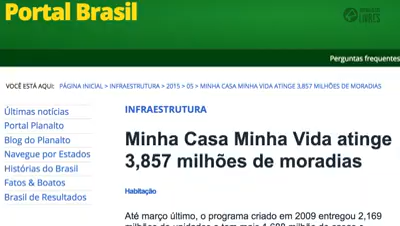 Portal Brasil
Perguntas frequentes
VOCÊ ESTÁ AQUI: PÁGINA INICIAL > INFRAESTRUTURA > 2015 > 05 > MINHA CASA MINHA VIDA ATINGE 3,857 MILHÕES DE MORADIAS
Últimas notícias
Portal Planalto
Blog do Planalto
Navegue por Estados
Histórias do Brasil
Fatos & Boatos
Brasil de Resultados
INFRAESTRUTURA
Minha Casa Minha Vida atinge
3,857 milhões de moradias
Habitação
Até março último, o programa criado em 2009 entregou 2,169